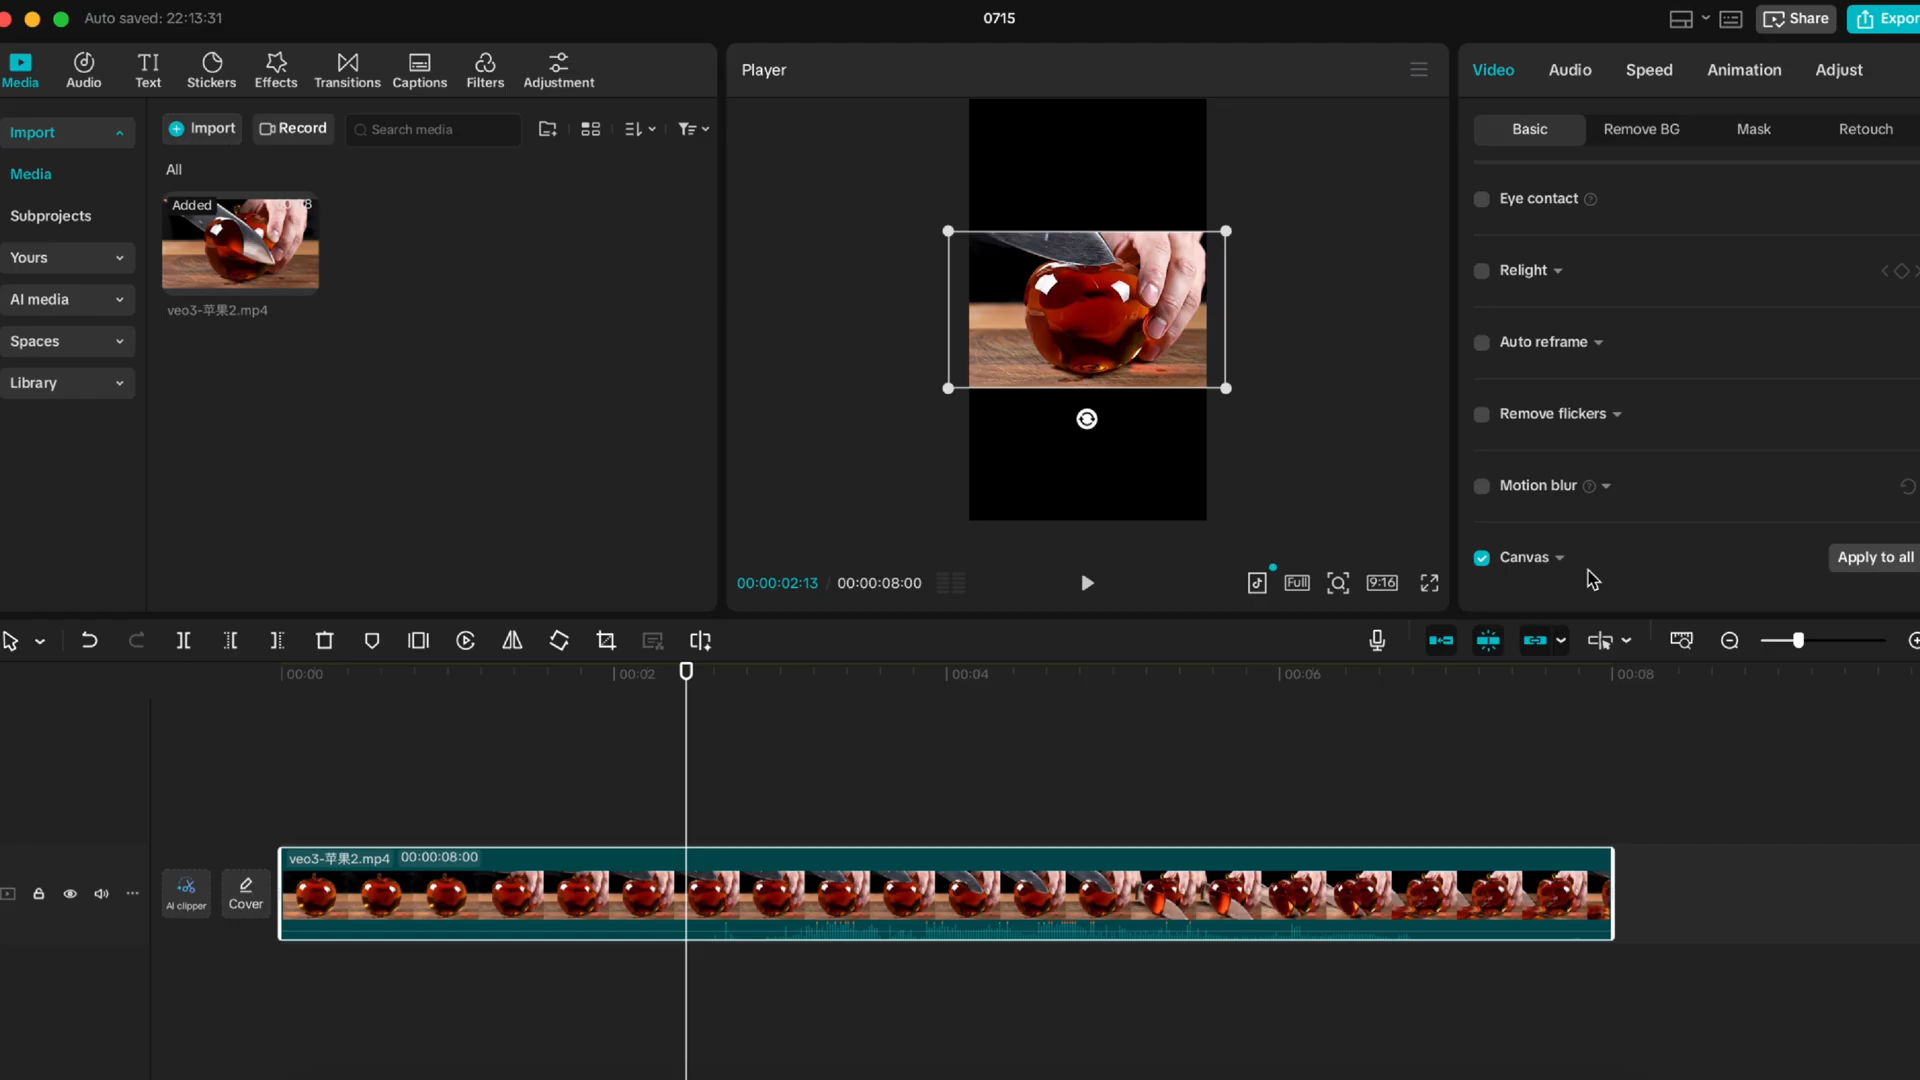 Auto saved: 22:13:31
0715
Share
Expor
Media
Audio
Text
Stickers
Effects
Transitions
Captions
Filters
Adjustment
Import
Media
Subprojects
Yours
AI media
Spaces
Library
Import
Record
Search media
All
Added
veo3-苹果2.mp4
Player
00:00:02:13 / 00:00:08:00
Full
9:16
Video
Audio
Speed
Animation
Adjust
Basic
Remove BG
Mask
Retouch
Eye contact
Relight
Auto reframe
Remove flickers
Motion blur
Canvas
Apply to all
00:00
00:02
00:04
00:06
00:08
AI clipper
Cover
veo3-苹果2.mp4 00:00:08:00